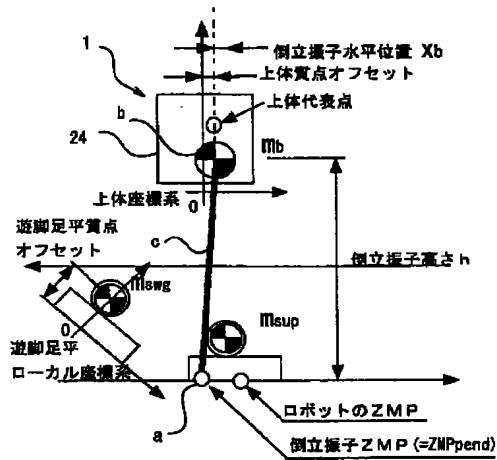 倒立振子水平位置 Xb
上体質点オフセット
1
上体代表点
b
mb
24
上体座標系
0
遊脚足平質点
オフセット
c
倒立振子高さh
mswg
msup
0
遊脚足平
ローカル座標系
ロボットのZMP
a
倒立振子ZMP (=ZMPpend)